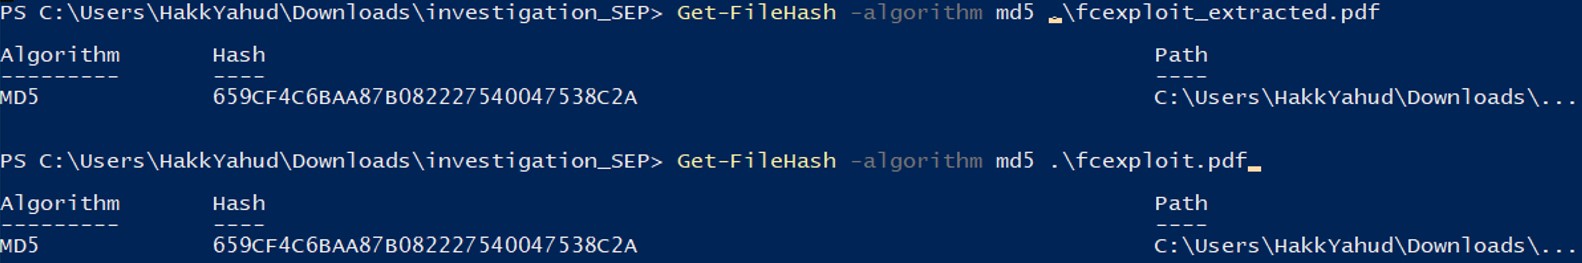 PS C:\Users\HakkYahud\Downloads\investigation_SEP> Get-FileHash -algorithm md5 .\fcexploit_extracted.pdf
Algorithm Hash Path
--------- ---- ----
MD5 659CF4C6BAA87B082227540047538C2A C:\Users\HakkYahud\Downloads\...
PS C:\Users\HakkYahud\Downloads\investigation_SEP> Get-FileHash -algorithm md5 .\fcexploit.pdf
Algorithm Hash Path
--------- ---- ----
MD5 659CF4C6BAA87B082227540047538C2A C:\Users\HakkYahud\Downloads\...